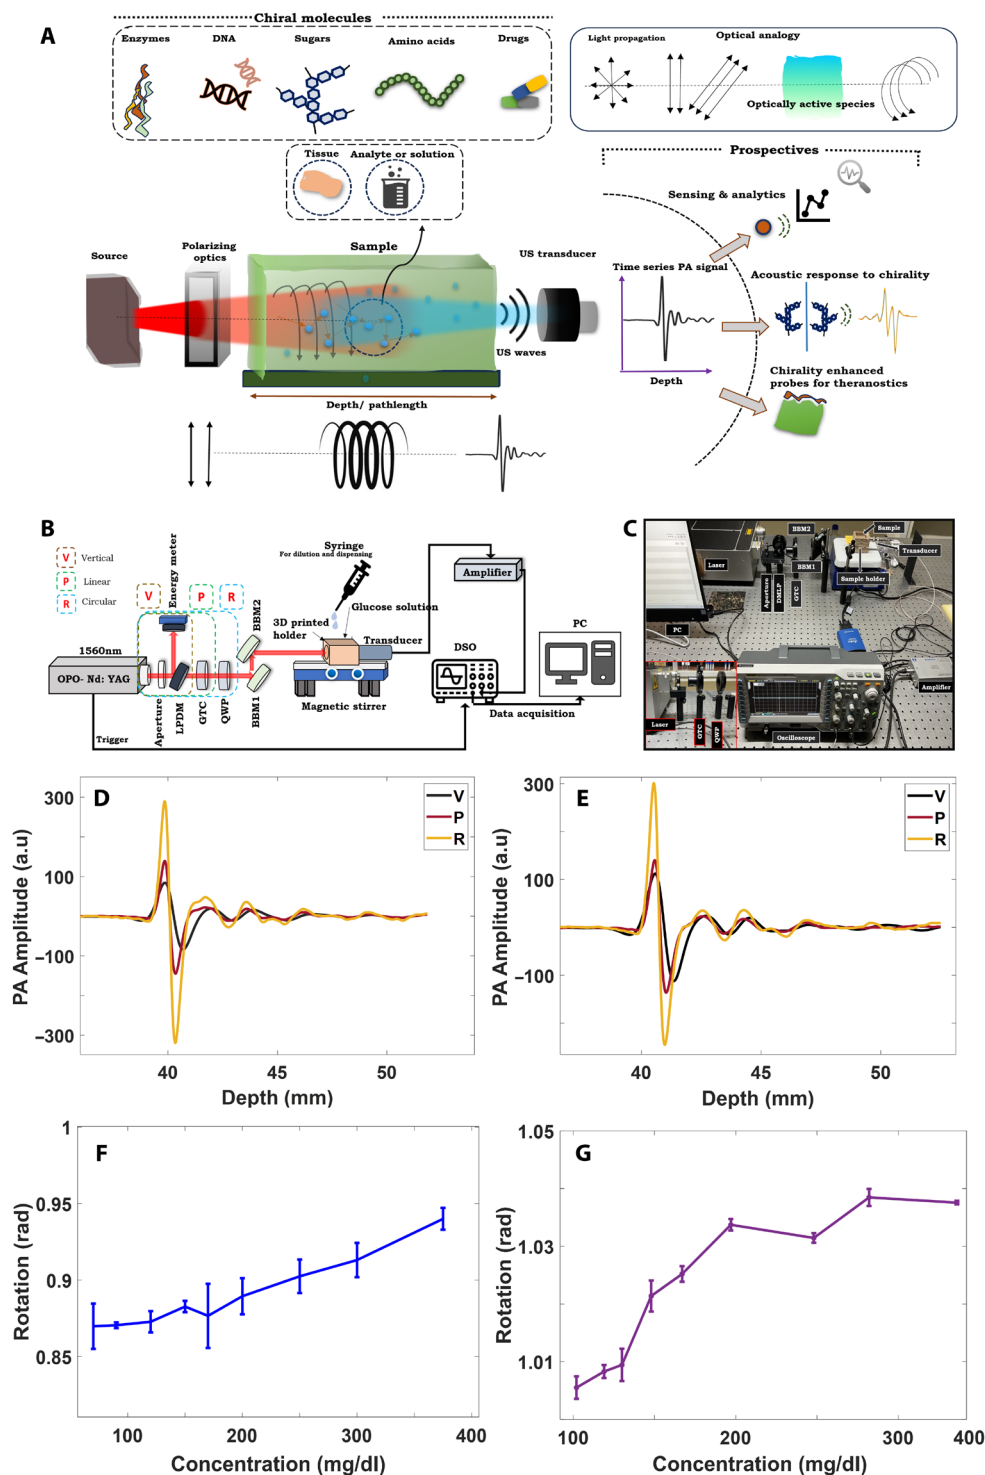 A
Chiral molecules
Enzymes
DNA
Sugars
Amino acids
Drugs
Light propagation
Optical analogy
Optically active species
Tissue
Analyte or solution
Prospectives
Sensing & analytics
Source
Polarizing
optics
Sample
US transducer
US waves
Depth/ pathlength
Time series PA signal
Depth
Acoustic response to chirality
Chirality enhanced
probes for theranostics
B
V
Vertical
P
Linear
R
Circular
V
P
R
Energy meter
1560nm
OPO- Nd: YAG
Aperture
LPDM
GTC
QWP
BBM1
BBM2
Trigger
Syringe
For dilution and dispensing
Glucose solution
3D printed
holder
Transducer
Magnetic stirrer
Amplifier
DSO
PC
Data acquisition
C
BBM2
Sample
Transducer
Laser
BBM1
Aperture
DMLP
GTC
Sample holder
PC
Amplifier
Laser
GTC
QWP
Oscilloscope
D
PA Amplitude (a.u)
300
100
−100
−300
V
P
R
40
45
50
Depth (mm)
E
PA Amplitude (a.u)
300
100
−100
V
P
R
40
45
50
Depth (mm)
F
Rotation (rad)
1
0.95
0.9
0.85
100
200
300
400
Concentration (mg/dl)
G
Rotation (rad)
1.05
1.03
1.01
100
200
300
400
Concentration (mg/dl)